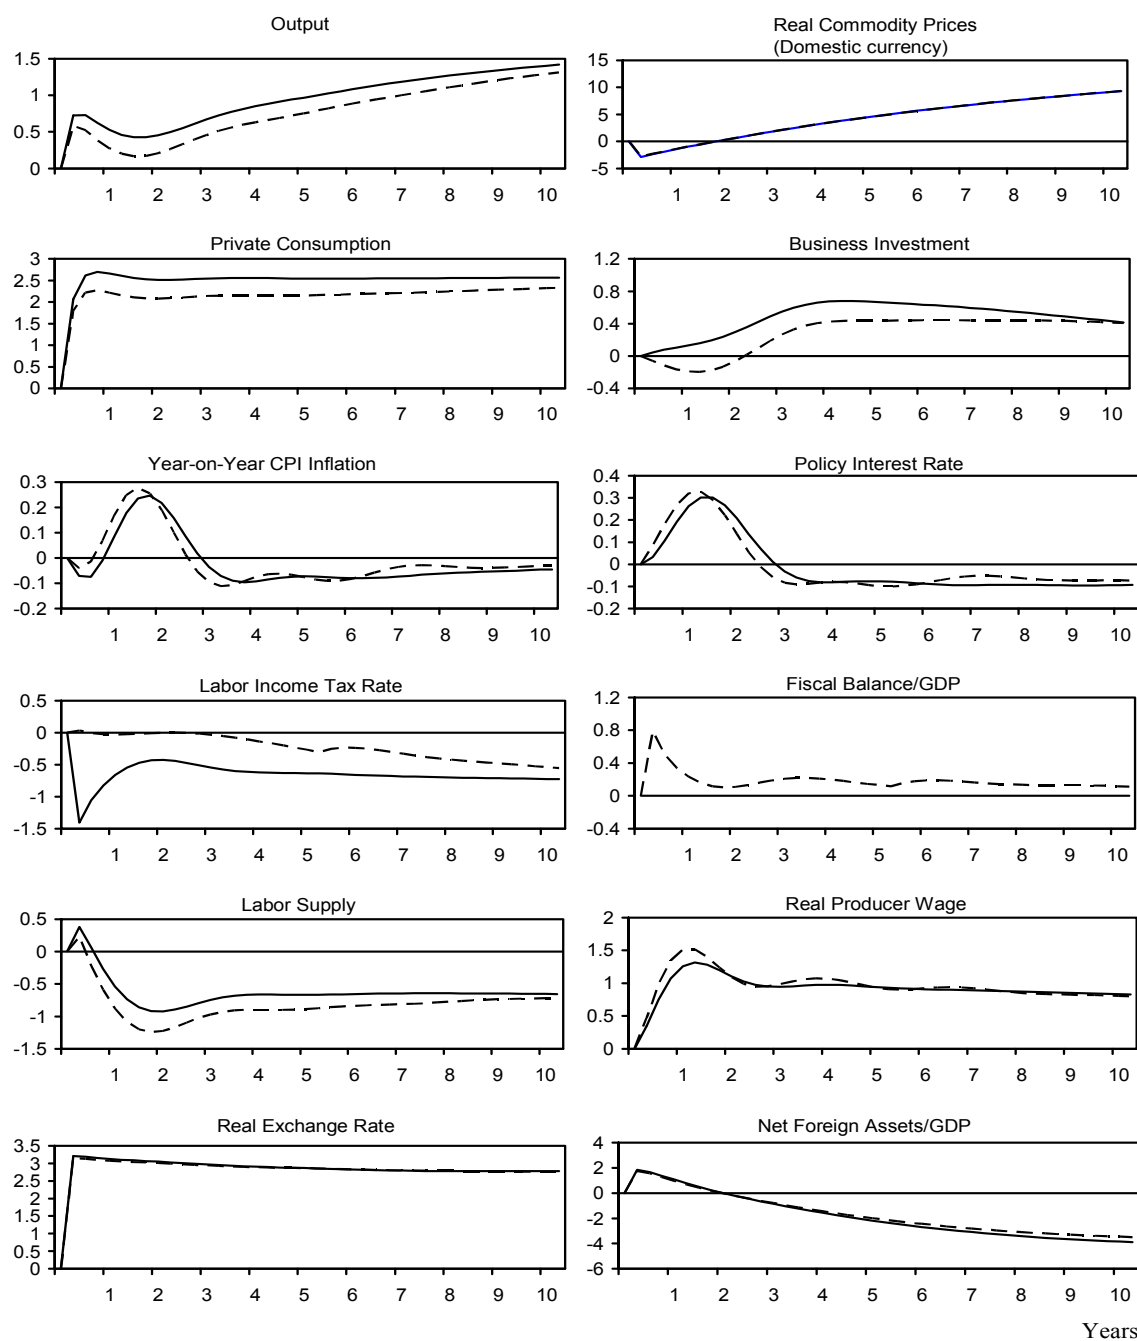 Output
1.5
1
0.5
0
1 2 3 4 5 6 7 8 9 10
Real Commodity Prices
(Domestic currency)
15
10
5
0
-5
1 2 3 4 5 6 7 8 9 10
Private Consumption
3
2.5
2
1.5
1
0.5
0
1 2 3 4 5 6 7 8 9 10
Business Investment
1.2
0.8
0.4
0
-0.4
1 2 3 4 5 6 7 8 9 10
Year-on-Year CPI Inflation
0.3
0.2
0.1
0
-0.1
-0.2
1 2 3 4 5 6 7 8 9 10
Policy Interest Rate
0.4
0.3
0.2
0.1
0
-0.1
-0.2
1 2 3 4 5 6 7 8 9 10
Labor Income Tax Rate
0.5
0
-0.5
-1
-1.5
1 2 3 4 5 6 7 8 9 10
Fiscal Balance/GDP
1.2
0.8
0.4
0
-0.4
1 2 3 4 5 6 7 8 9 10
Labor Supply
0.5
0
-0.5
-1
-1.5
1 2 3 4 5 6 7 8 9 10
Real Producer Wage
2
1.5
1
0.5
0
1 2 3 4 5 6 7 8 9 10
Real Exchange Rate
3.5
3
2.5
2
1.5
1
0.5
0
1 2 3 4 5 6 7 8 9 10
Net Foreign Assets/GDP
4
2
0
-2
-4
-6
1 2 3 4 5 6 7 8 9 10
Years